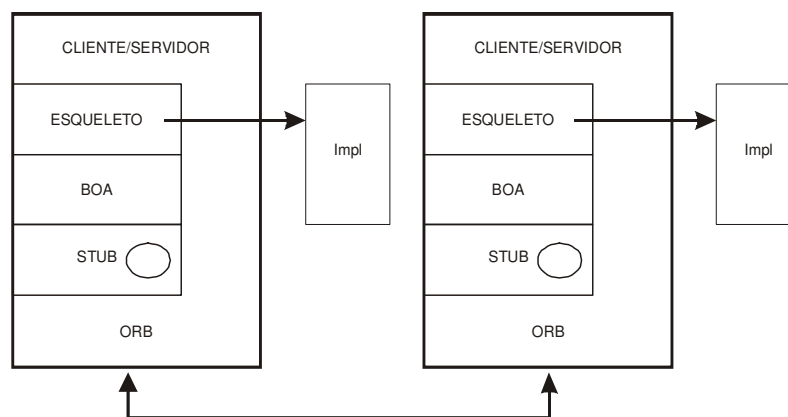 CLIENTE/SERVIDOR
ESQUELETO
Impl
BOA
STUB
ORB
CLIENTE/SERVIDOR
ESQUELETO
Impl
BOA
STUB
ORB